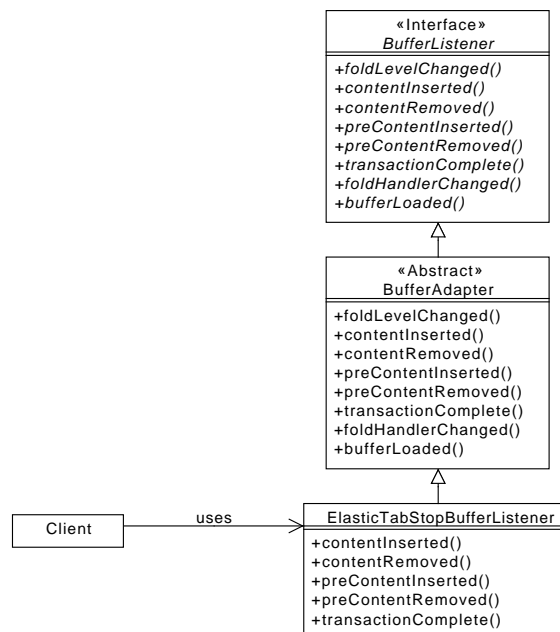 «Interface»
BufferListener
+foldLevelChanged()
+contentInserted()
+contentRemoved()
+preContentInserted()
+preContentRemoved()
+transactionComplete()
+foldHandlerChanged()
+bufferLoaded()
«Abstract»
BufferAdapter
+foldLevelChanged()
+contentInserted()
+contentRemoved()
+preContentInserted()
+preContentRemoved()
+transactionComplete()
+foldHandlerChanged()
+bufferLoaded()
Client
uses
ElasticTabStopBufferListener
+contentInserted()
+contentRemoved()
+preContentInserted()
+preContentRemoved()
+transactionComplete()